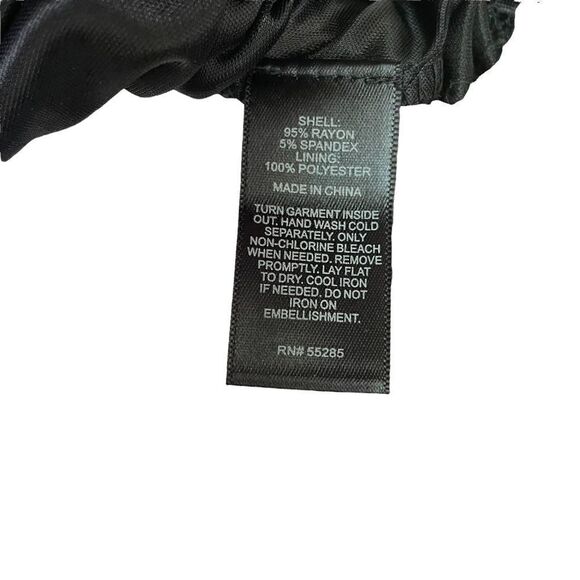 SHELL:
95% RAYON
5% SPANDEX
LINING:
100% POLYESTER
MADE IN CHINA
TURN GARMENT INSIDE
OUT. HAND WASH COLD
SEPARATELY. ONLY
NON-CHLORINE BLEACH
WHEN NEEDED. REMOVE
PROMPTLY. LAY FLAT
TO DRY. COOL IRON
IF NEEDED. DO NOT
IRON ON
EMBELLISHMENT.
RN# 55285